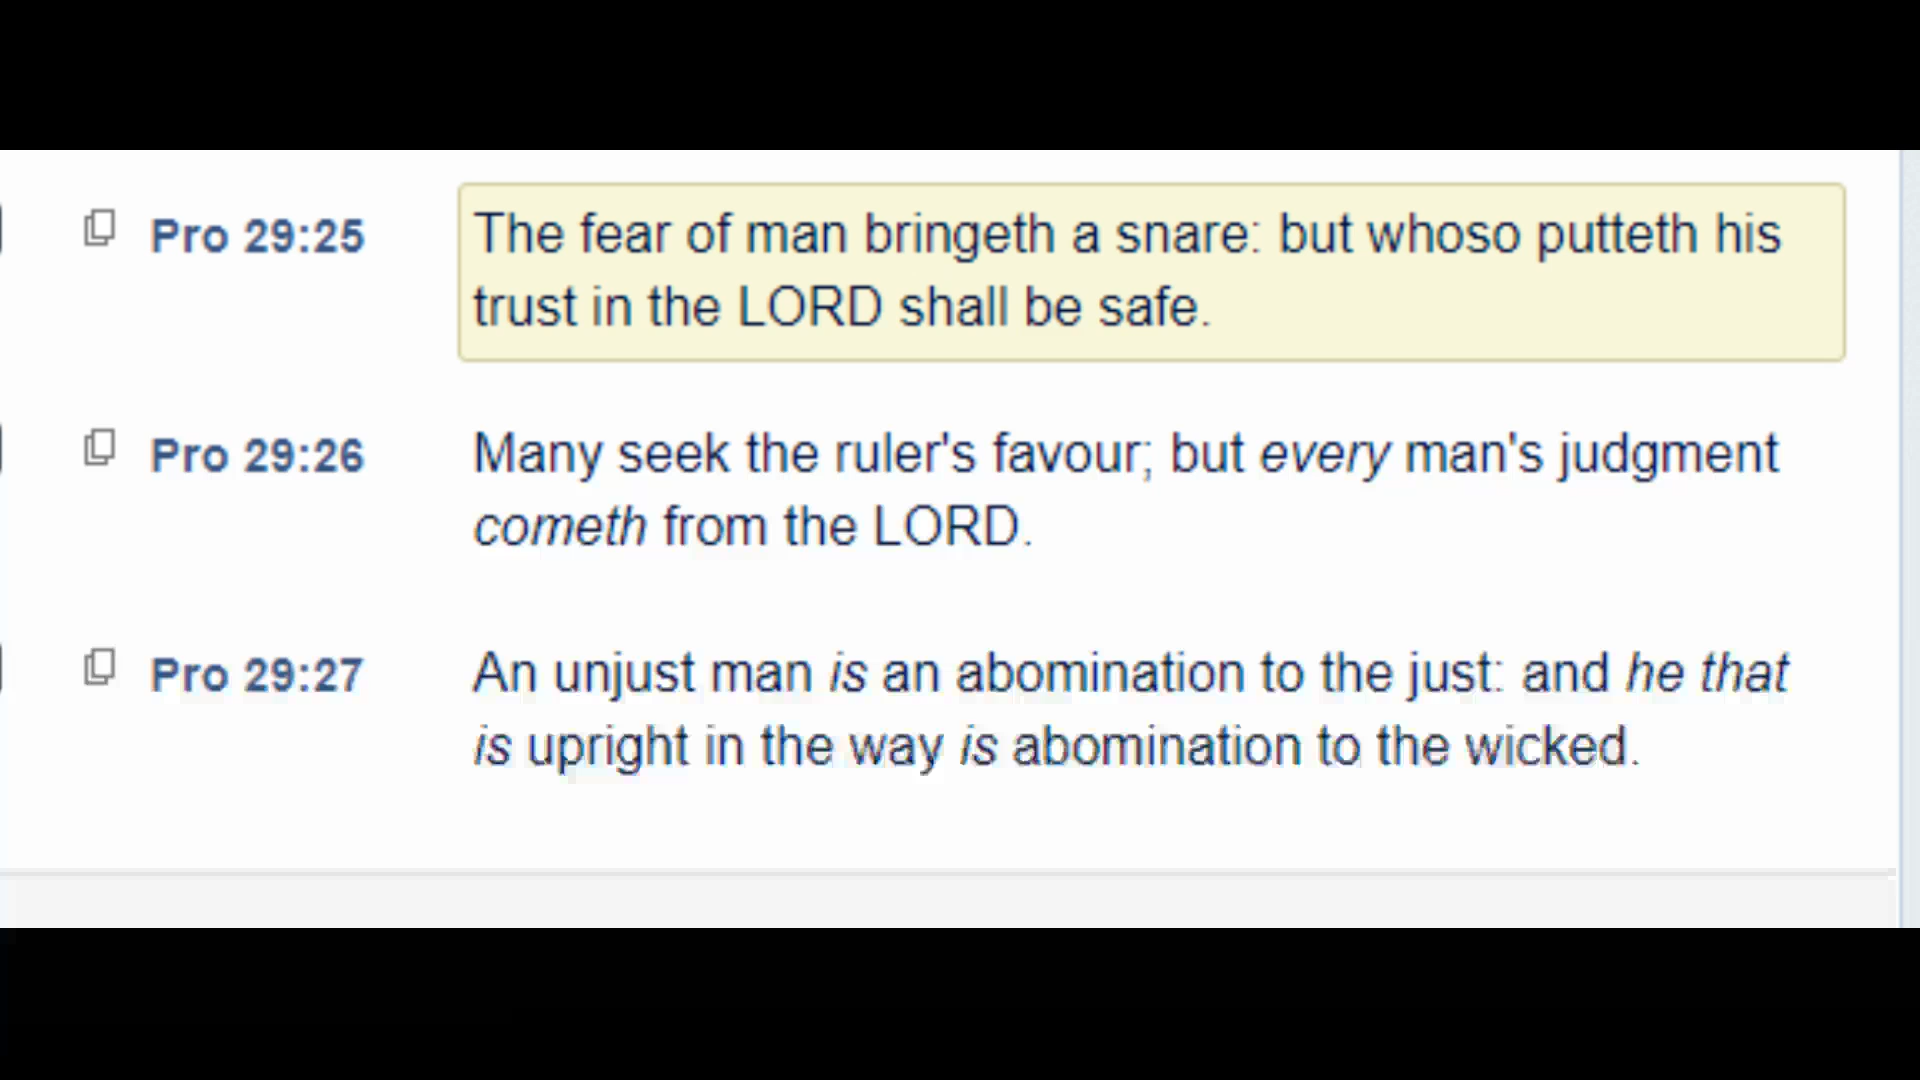 Pro 29:25 The fear of man bringeth a snare: but whoso putteth his
trust in the LORD shall be safe.
Pro 29:26 Many seek the ruler's favour; but every man's judgment
cometh from the LORD.
Pro 29:27 An unjust man is an abomination to the just: and he that
is upright in the way is abomination to the wicked.